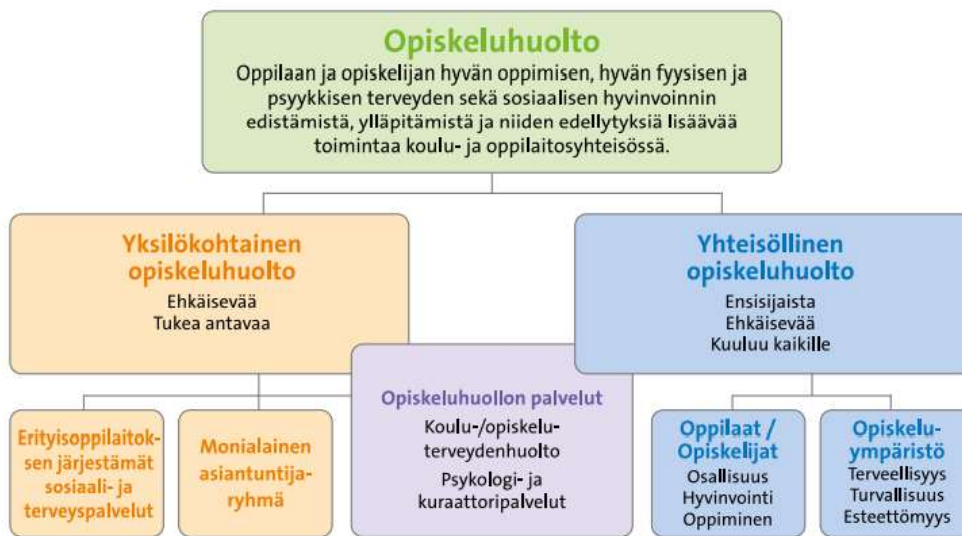 Opiskeluhuolto
Oppilaan ja opiskelijan hyvän oppimisen, hyvän fyysisen ja
psyykkisen terveyden sekä sosiaalisen hyvinvoinnin
edistämistä, ylläpitämistä ja niiden edellytyksiä lisäävää
toimintaa koulu- ja oppilaitosyhteisössä.
Yksilökohtainen
opiskeluhuolto
Ehkäisevää
Tukea antavaa
Yhteisöllinen
opiskeluhuolto
Ensisijaista
Ehkäisevää
Kuuluu kaikille
Erityisoppilaitok-
sen järjestämät
sosiaali- ja
terveyspalvelut
Monialainen
asiantuntija-
ryhmä
Opiskeluhuollon palvelut
Koulu-/opiskelu-
terveydenhuolto
Psykologi- ja
kuraattoripalvelut
Oppilaat /
Opiskelijat
Osallisuus
Hyvinvointi
Oppiminen
Opiskelu-
ympäristö
Terveellisyys
Turvallisuus
Esteettömyys